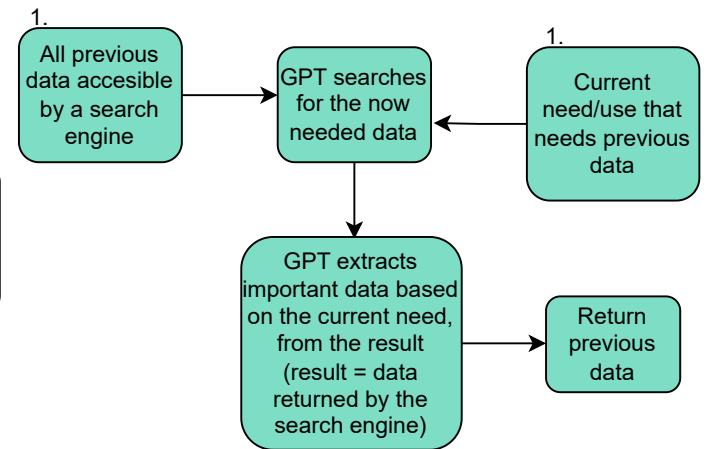 1.
All previous
data accesible
by a search
engine
GPT searches
for the now
needed data
1.
Current
need/use that
needs previous
data
GPT extracts
important data based
on the current need,
from the result
(result = data
returned by the
search engine)
Return
previous
data